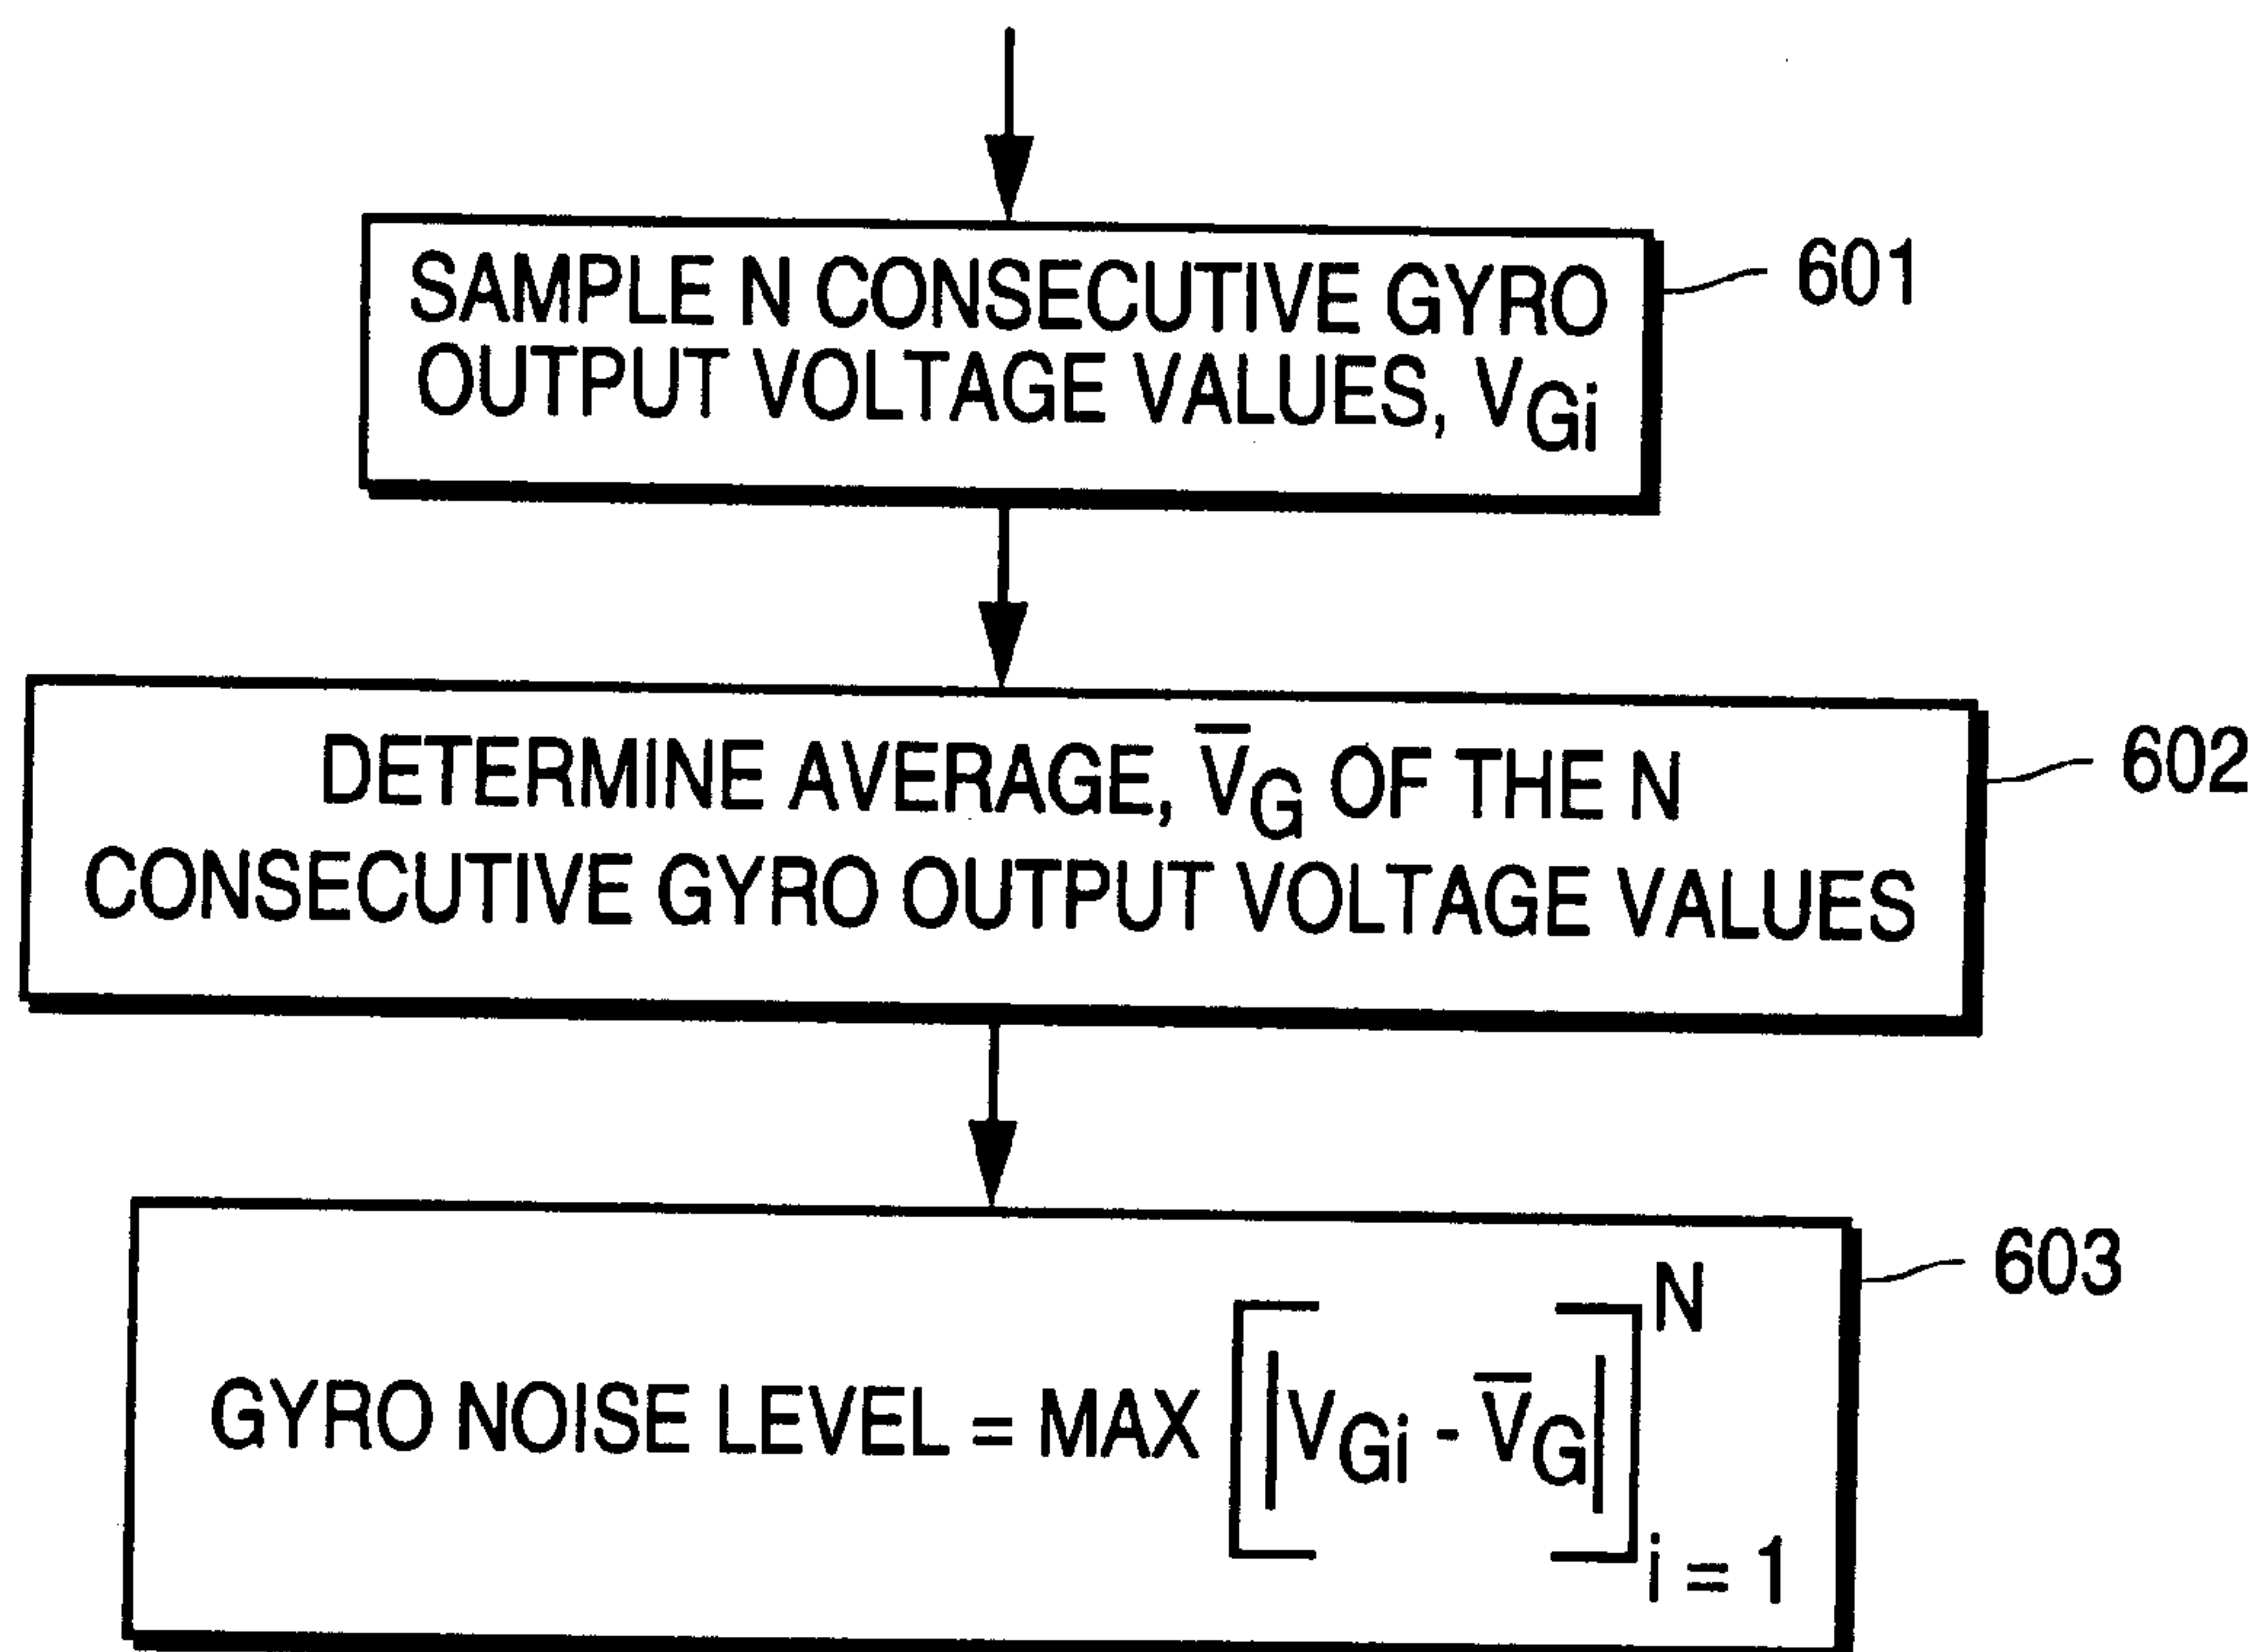 SAMPLE N CONSECUTIVE GYRO 601
OUTPUT VOLTAGE VALUES, VGi
DETERMINE AVERAGE, V̅G OF THE N 602
CONSECUTIVE GYRO OUTPUT VOLTAGE VALUES
603
GYRO NOISE LEVEL = MAX [|VGi - V̅G|] N i = 1